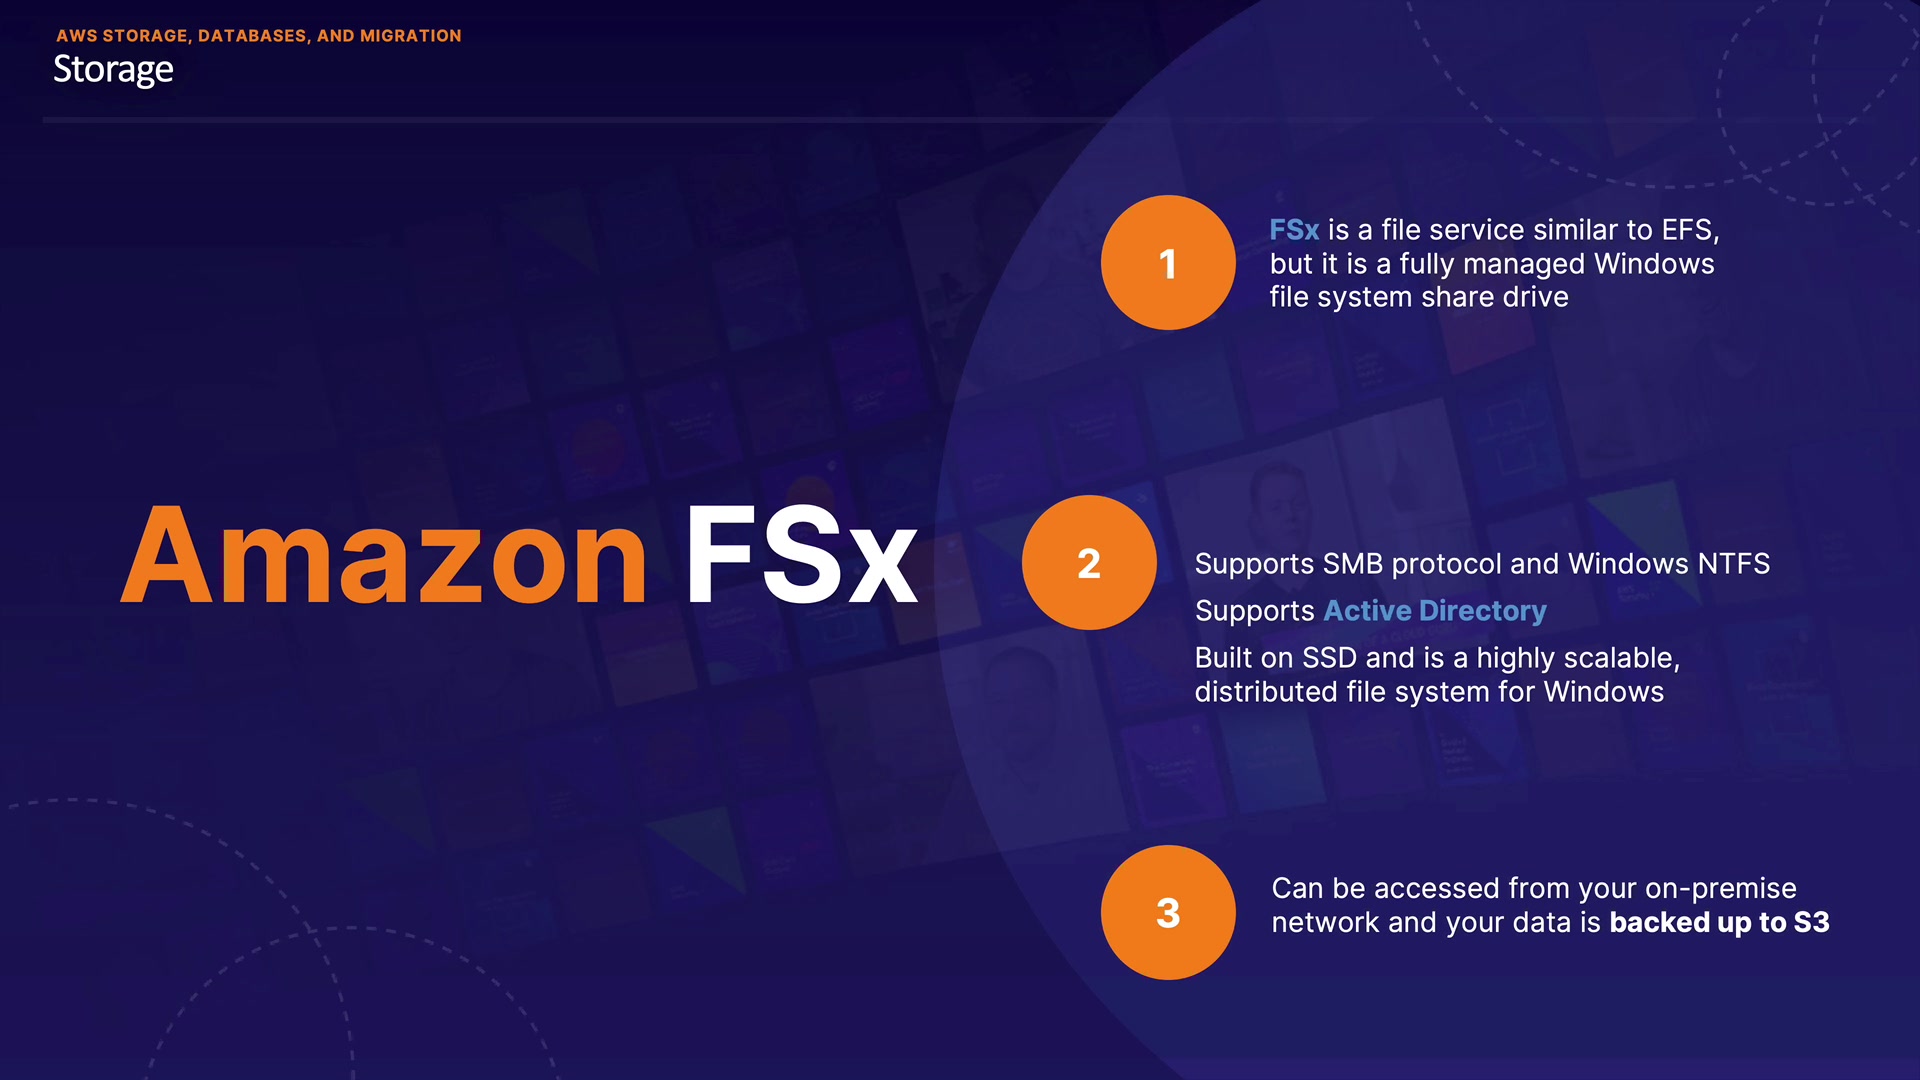 AWS STORAGE, DATABASES, AND MIGRATION
Storage
Amazon FSx
1
FSx is a file service similar to EFS,
but it is a fully managed Windows
file system share drive
2
Supports SMB protocol and Windows NTFS
Supports Active Directory
Built on SSD and is a highly scalable,
distributed file system for Windows
3
Can be accessed from your on-premise
network and your data is backed up to S3